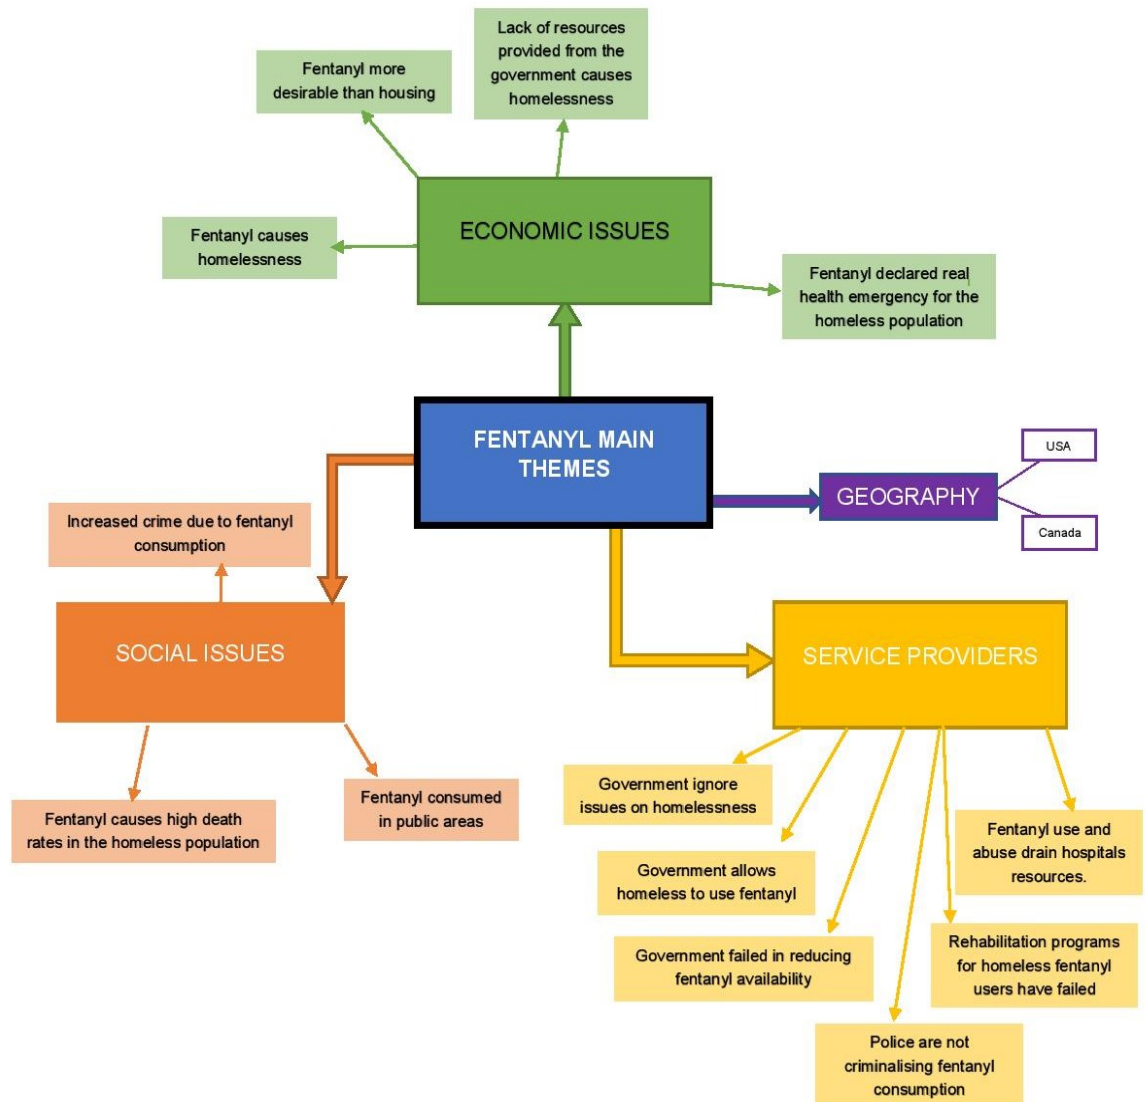 Lack of resources
provided from the
government causes
homelessness
Fentanyl more
desirable than housing
ECONOMIC ISSUES
Fentanyl causes
homelessness
Fentanyl declared real
health emergency for the
homeless population
FENTANYL MAIN
THEMES
USA
GEOGRAPHY
Canada
Increased crime due to fentanyl
consumption
SOCIAL ISSUES
Fentanyl causes high death
rates in the homeless population
Fentanyl consumed
in public areas
SERVICE PROVIDERS
Government ignore
issues on homelessness
Government allows
homeless to use fentanyl
Government failed in reducing
fentanyl availability
Police are not
criminalising fentanyl
consumption
Rehabilitation programs
for homeless fentanyl
users have failed
Fentanyl use and
abuse drain hospitals
resources.